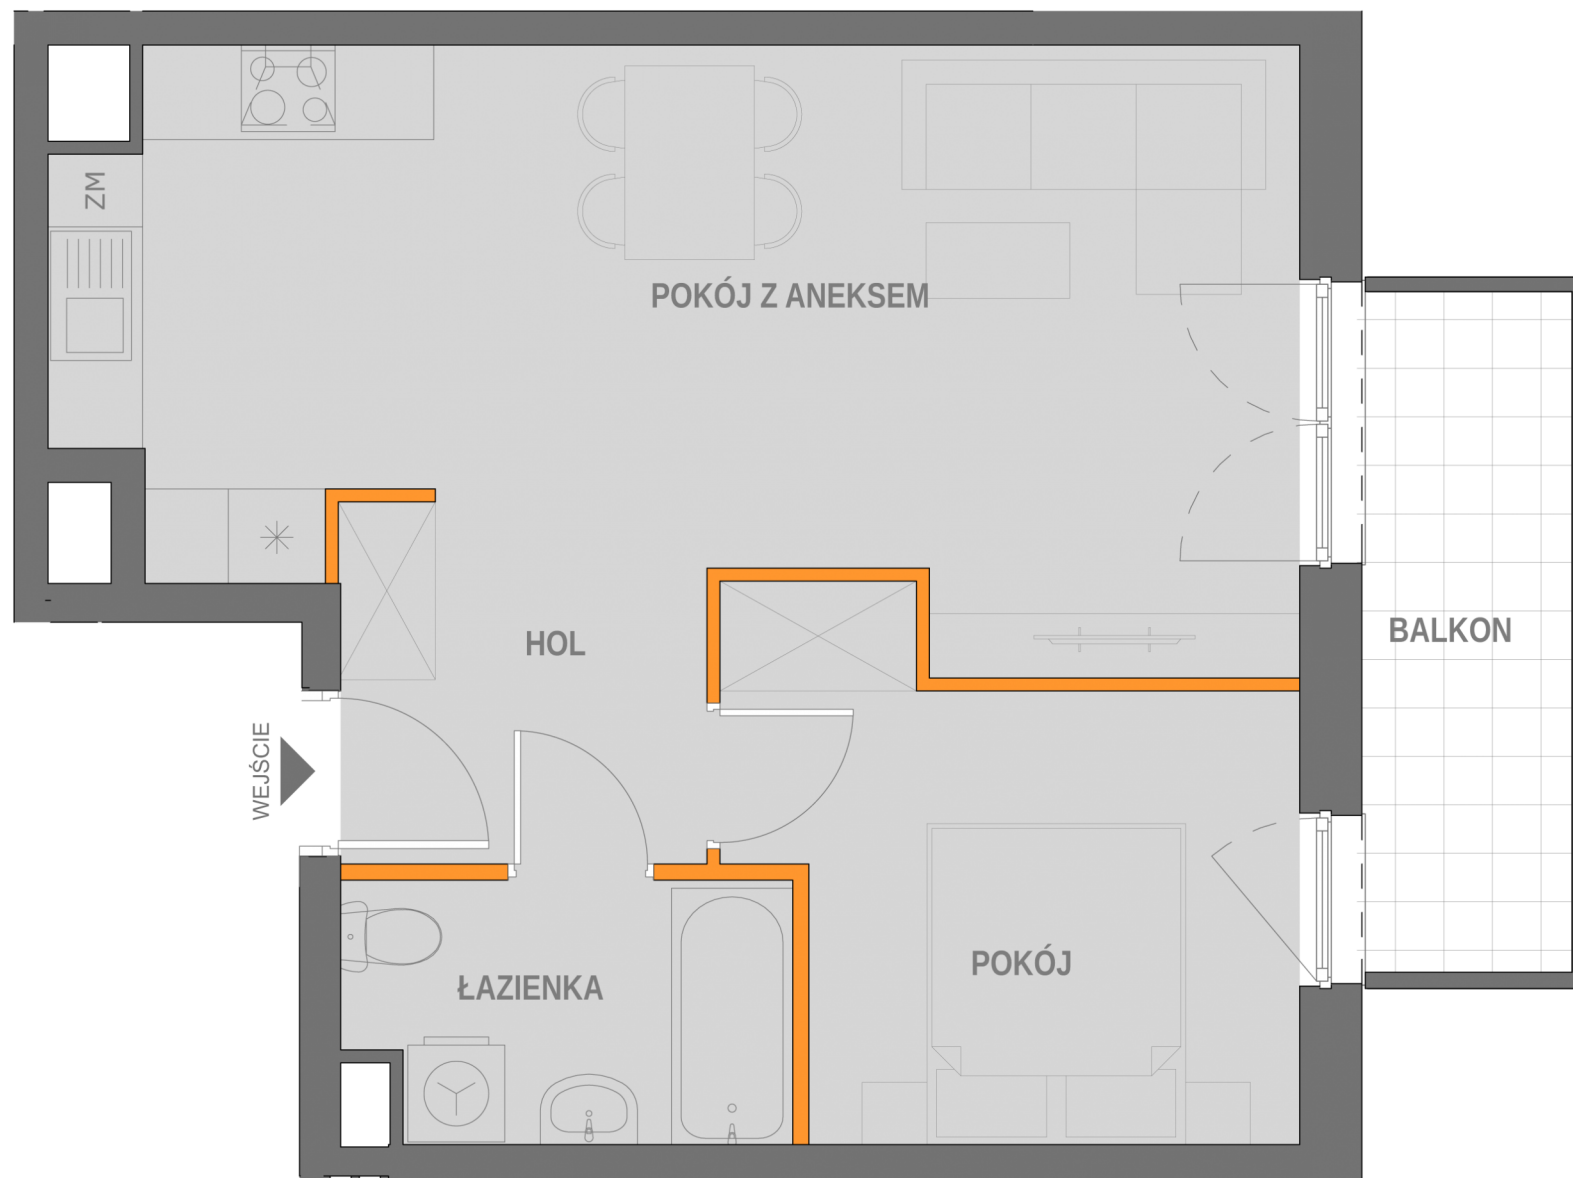 ZM
POKÓJ Z ANEKSEM
HOL
BALKON
WEJŚCIE
POKÓJ
ŁAZIENKA